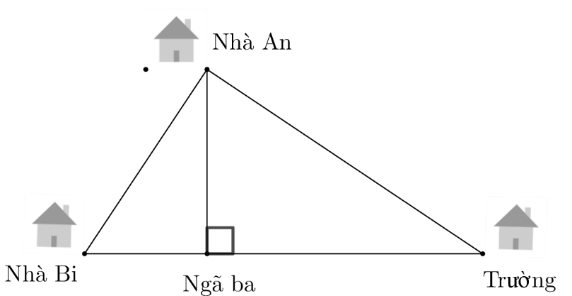 Nhà An
Nhà Bi
Ngã ba
Trường